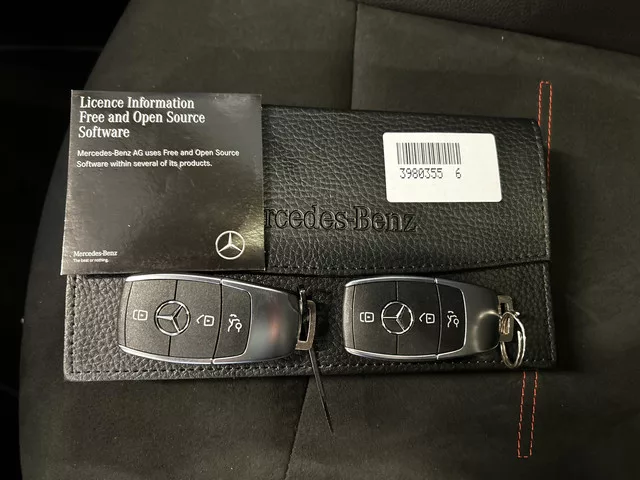 Licence Information
Free and Open Source
Software
Mercedes-Benz AG uses Free and Open Source
Software within several of its products.
Mercedes-Benz
The best or nothing.
3980355 6
rcedes-Benz